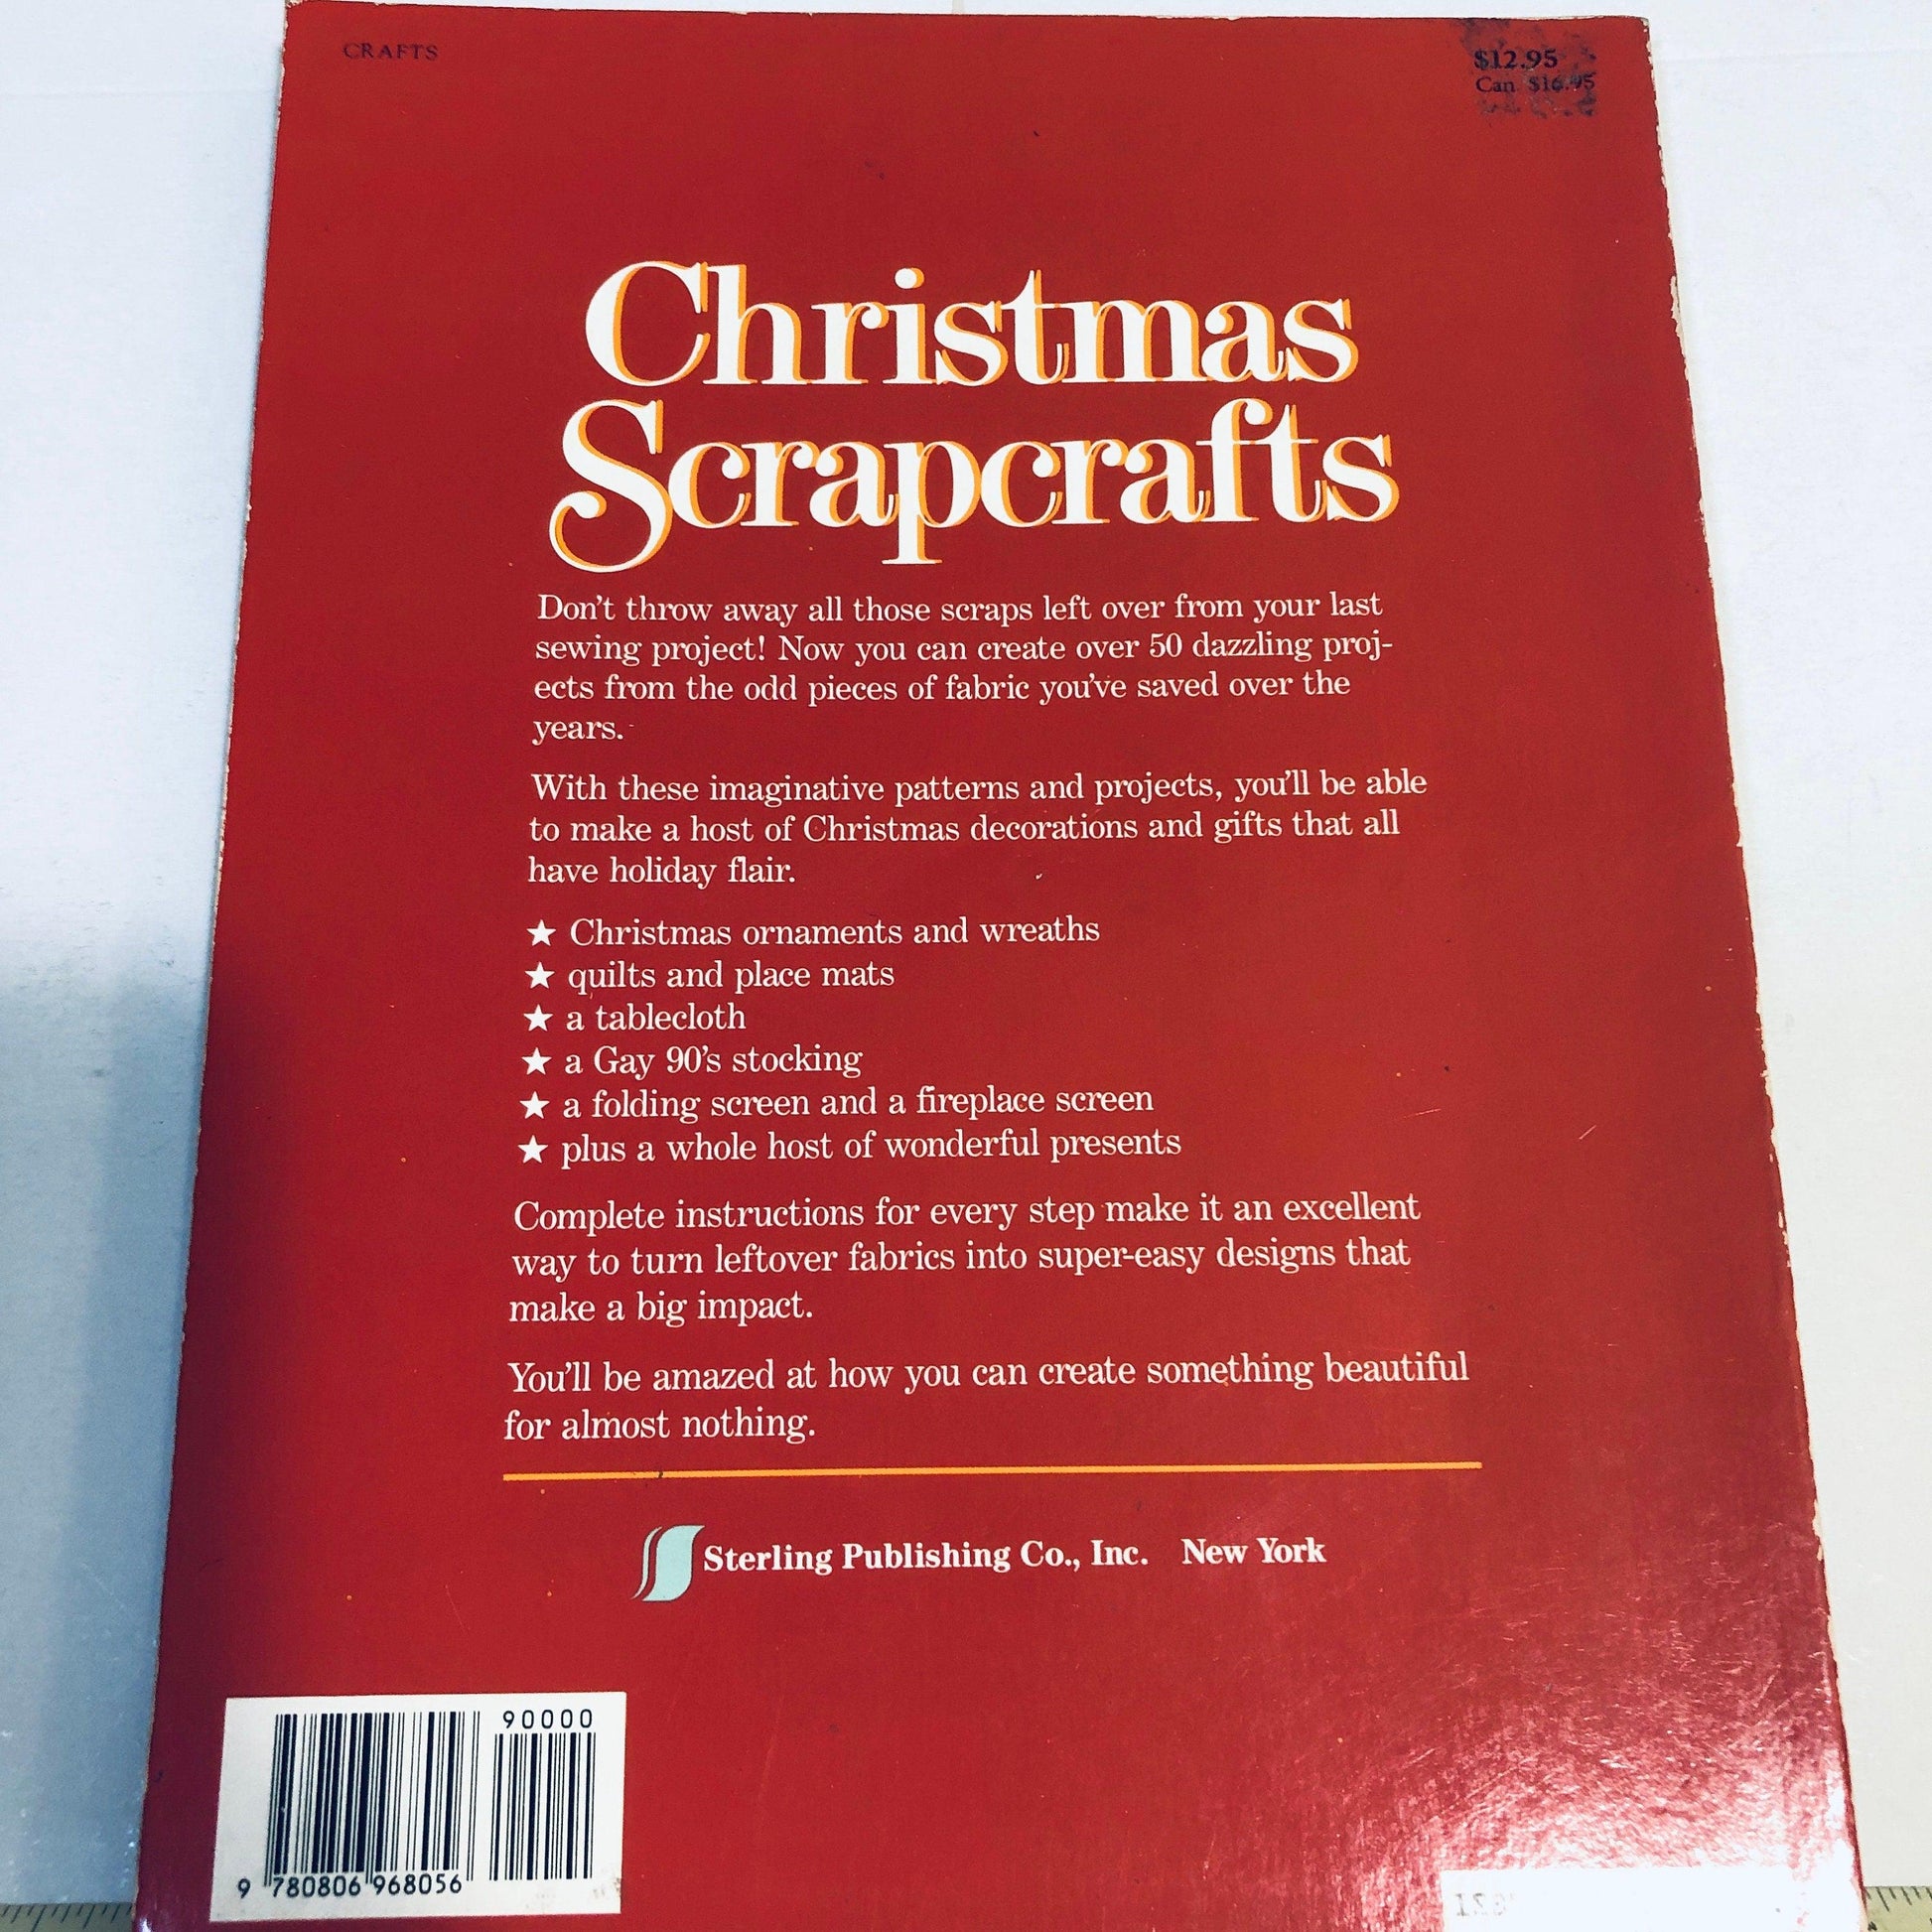 CRAFTS
$12.95
Can $16.95
Christmas
Scrapcrafts
Don't throw away all those scraps left over from your last
sewing project! Now you can create over 50 dazzling proj-
ects from the odd pieces of fabric you've saved over the
years.
With these imaginative patterns and projects, you'll be able
to make a host of Christmas decorations and gifts that all
have holiday flair.
★ Christmas ornaments and wreaths
★ quilts and place mats
★ a tablecloth
★ a Gay 90's stocking
★ a folding screen and a fireplace screen
★ plus a whole host of wonderful presents
Complete instructions for every step make it an excellent
way to turn leftover fabrics into super-easy designs that
make a big impact.
You'll be amazed at how you can create something beautiful
for almost nothing.
Sterling Publishing Co., Inc. New York
90000
9 780806 968056